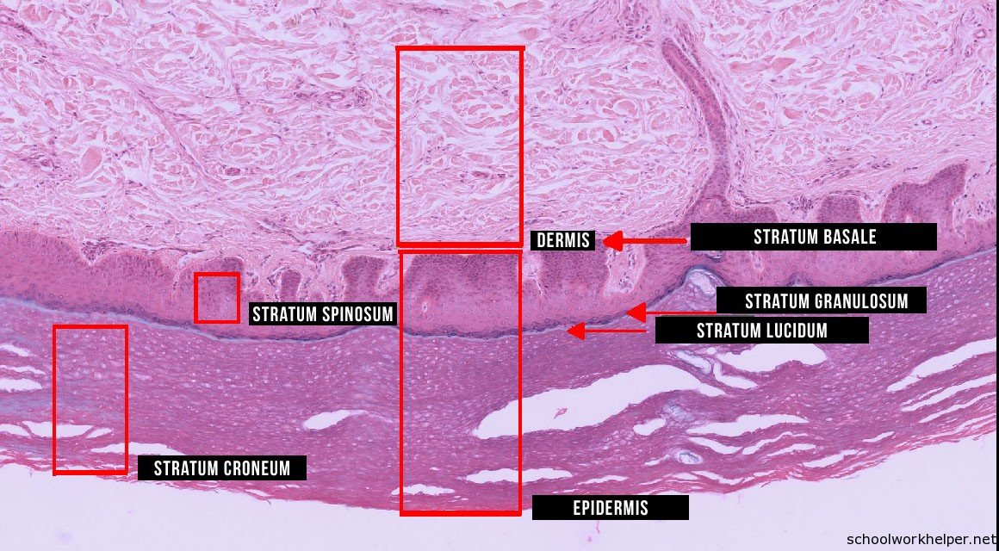 DERMIS
STRATUM BASALE
STRATUM GRANULOSUM
STRATUM SPINOSUM
STRATUM LUCIDUM
STRATUM CRONEUM
EPIDERMIS
schoolworkhelper.net